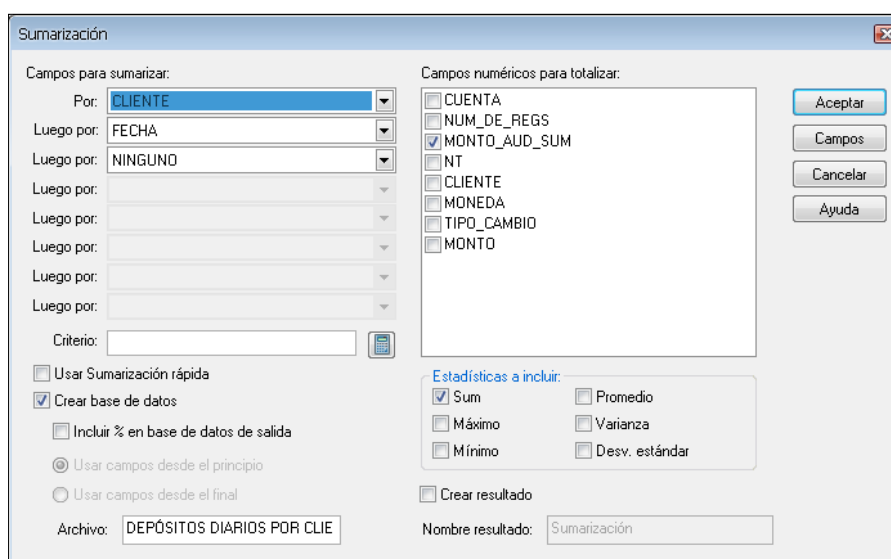 Sumarización
Campos para sumarizar:
Por: CLIENTE
Luego por: FECHA
Luego por: NINGUNO
Luego por:
Luego por:
Luego por:
Luego por:
Luego por:
Criterio:
Usar Sumarización rápida
Crear base de datos
Incluir % en base de datos de salida
Usar campos desde el principio
Usar campos desde el final
Archivo: DEPÓSITOS DIARIOS POR CLIE
Campos numéricos para totalizar:
CUENTA
NUM_DE_REGS
MONTO_AUD_SUM
NT
CLIENTE
MONEDA
TIPO_CAMBIO
MONTO
Estadísticas a incluir:
Sum Promedio
Máximo Varianza
Mínimo Desv. estándar
Crear resultado
Nombre resultado: Sumarización
Aceptar
Campos
Cancelar
Ayuda